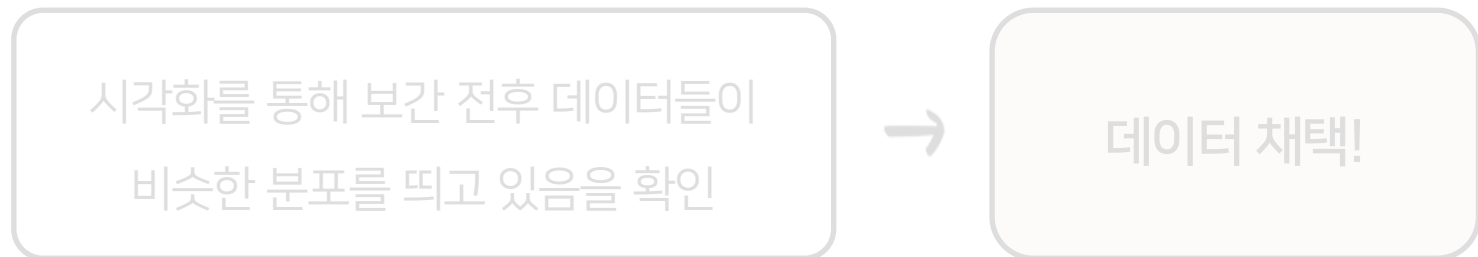 시각화를 통해 보간 전후 데이터들이
비슷한 분포를 띄고 있음을 확인
→
데이터 채택!